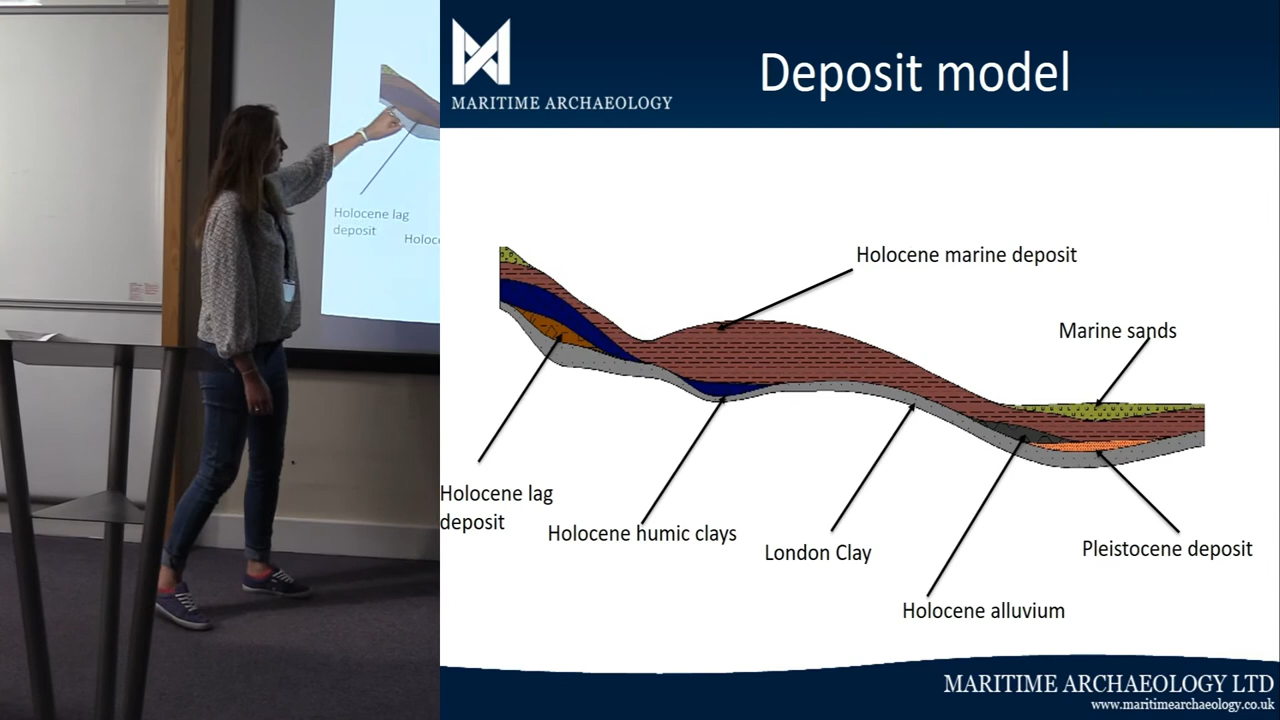 Holocene lag
deposit
Holoc
MARITIME ARCHAEOLOGY
Deposit model
Holocene marine deposit
Marine sands
Holocene lag
deposit
Holocene humic clays
London Clay
Pleistocene deposit
Holocene alluvium
MARITIME ARCHAEOLOGY LTD
www.maritimearchaeology.co.uk